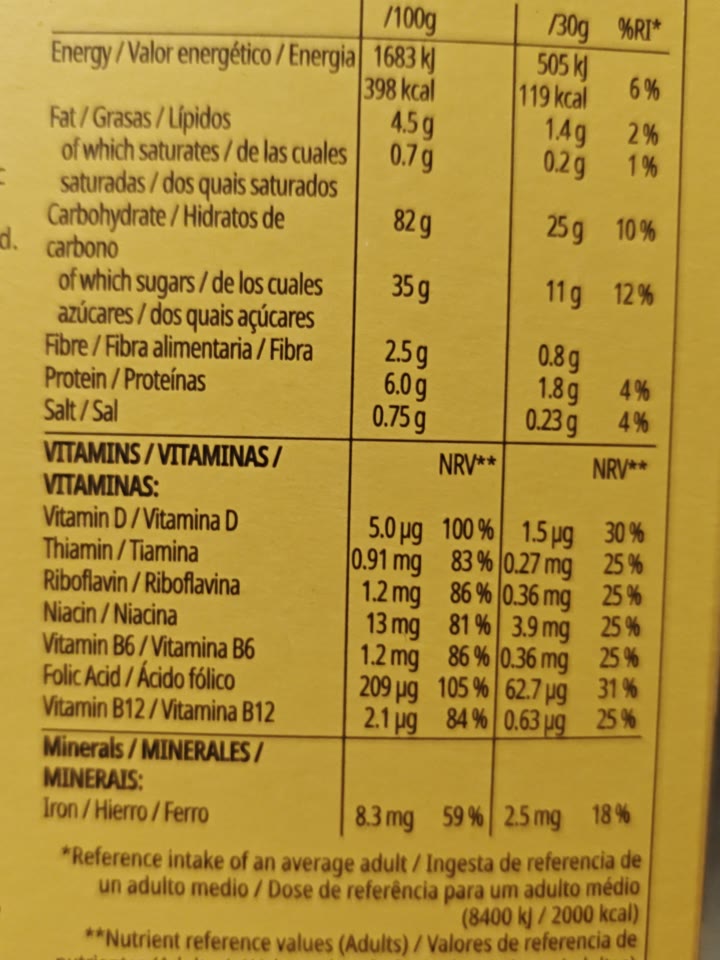 /100g /30g %RI*
Energy / Valor energético / Energia 1683 kJ 505 kJ
398 kcal 119 kcal 6 %
Fat / Grasas / Lípidos 4.5 g 1.4 g 2 %
of which saturates / de las cuales 0.7 g 0.2 g 1 %
saturadas / dos quais saturados
Carbohydrate / Hidratos de 82 g 25 g 10 %
d. carbono
of which sugars / de los cuales 35 g 11 g 12 %
azúcares / dos quais açúcares
Fibre / Fibra alimentaria / Fibra 2.5 g 0.8 g
Protein / Proteínas 6.0 g 1.8 g 4 %
Salt / Sal 0.75 g 0.23 g 4 %
VITAMINS / VITAMINAS / NRV** NRV**
VITAMINAS:
Vitamin D / Vitamina D 5.0 µg 100 % 1.5 µg 30 %
Thiamin / Tiamina 0.91 mg 83 % 0.27 mg 25 %
Riboflavin / Riboflavina 1.2 mg 86 % 0.36 mg 25 %
Niacin / Niacina 13 mg 81 % 3.9 mg 25 %
Vitamin B6 / Vitamina B6 1.2 mg 86 % 0.36 mg 25 %
Folic Acid / Ácido fólico 209 µg 105 % 62.7 µg 31 %
Vitamin B12 / Vitamina B12 2.1 µg 84 % 0.63 µg 25 %
Minerals / MINERALES /
MINERAIS:
Iron / Hierro / Ferro 8.3 mg 59 % 2.5 mg 18 %
*Reference intake of an average adult / Ingesta de referencia de
un adulto medio / Dose de referência para um adulto médio
(8400 kJ / 2000 kcal)
**Nutrient reference values (Adults) / Valores de referencia de